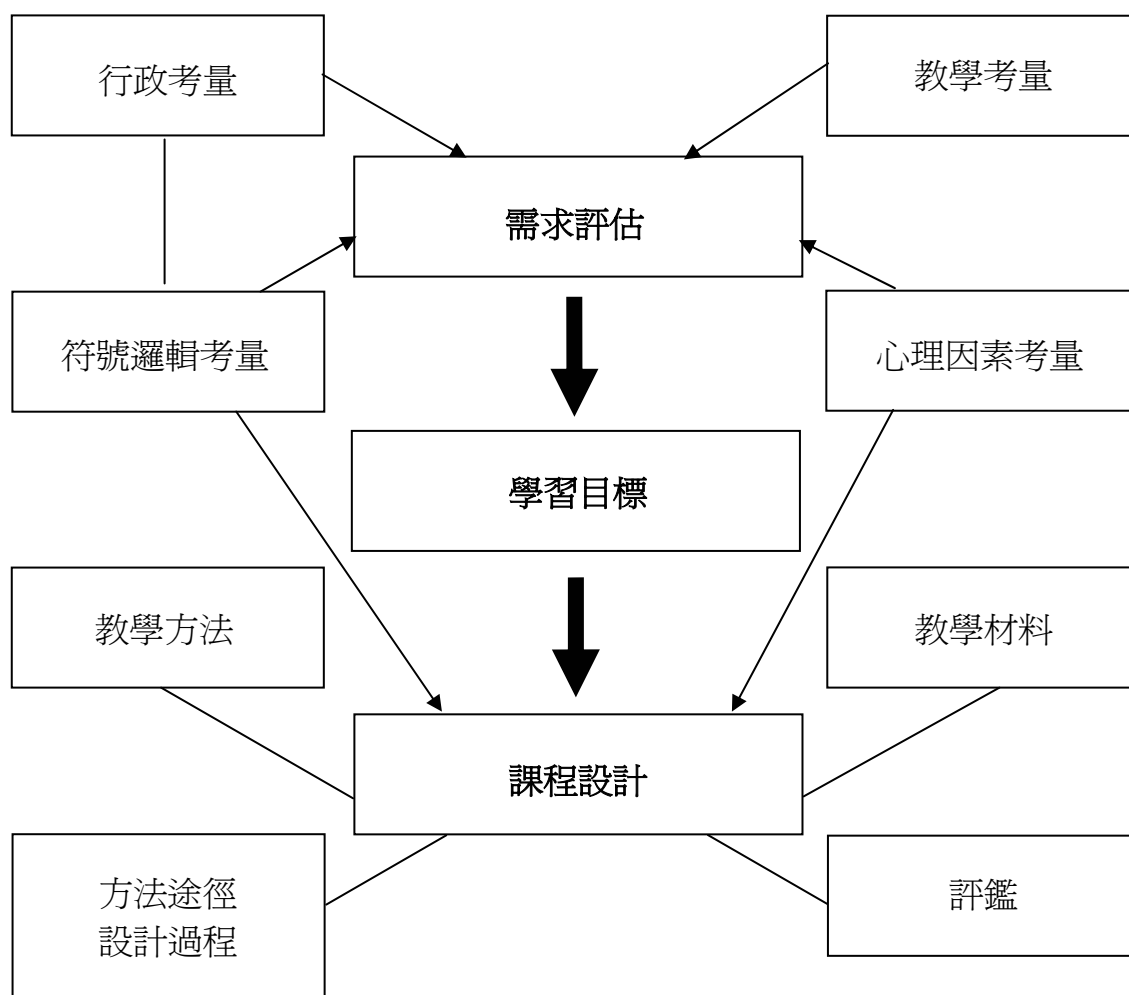 行政考量
教學考量
需求評估
符號邏輯考量
心理因素考量
學習目標
教學方法
教學材料
課程設計
方法途徑
設計過程
評鑑